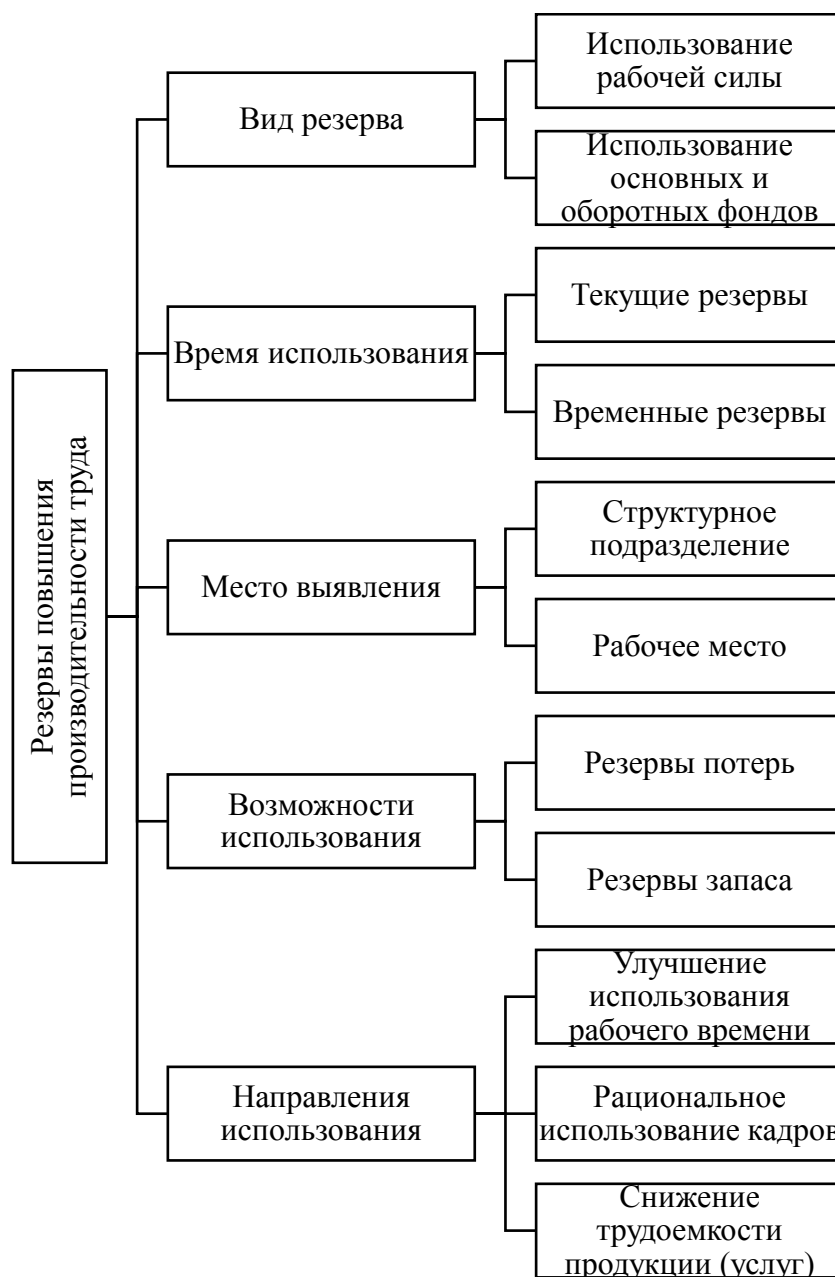 Резервы повышения
производительности труда
Вид резерва
Использование
рабочей силы
Использование
основных и
оборотных фондов
Время использования
Текущие резервы
Временные резервы
Место выявления
Структурное
подразделение
Рабочее место
Возможности
использования
Резервы потерь
Резервы запаса
Направления
использования
Улучшение
использования
рабочего времени
Рациональное
использование кадров
Снижение
трудоемкости
продукции (услуг)